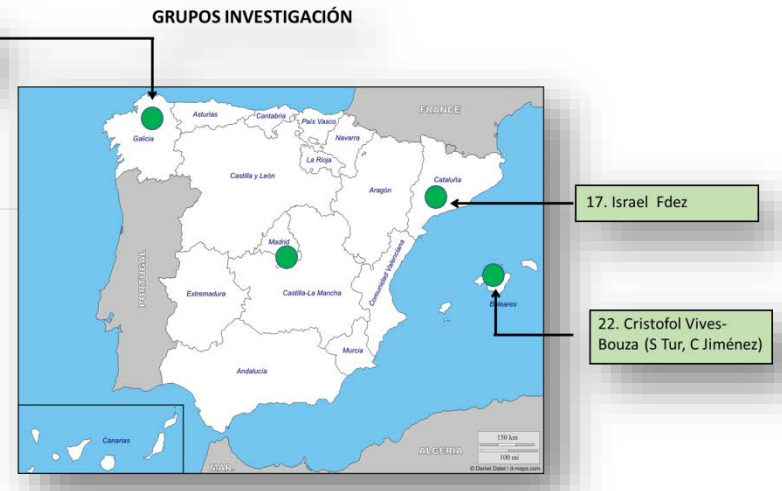 GRUPOS INVESTIGACIÓN
FRANCE
Asturias
Cantabria
País Vasco
Galicia
Navarra
La Rioja
Castilla y León
Cataluña
Aragón
17. Israel Fdez
Madrid
PORTUGAL
Comunidad Valenciana
Extremadura
Castilla-La Mancha
Baleares
22. Cristofol Vives-
Bouza (S Tur, C Jiménez)
Murcia
Andalucía
Canarias
150 km
100 mi
ALGERIA
MAR.
© Daniel Dalet / d-maps.com